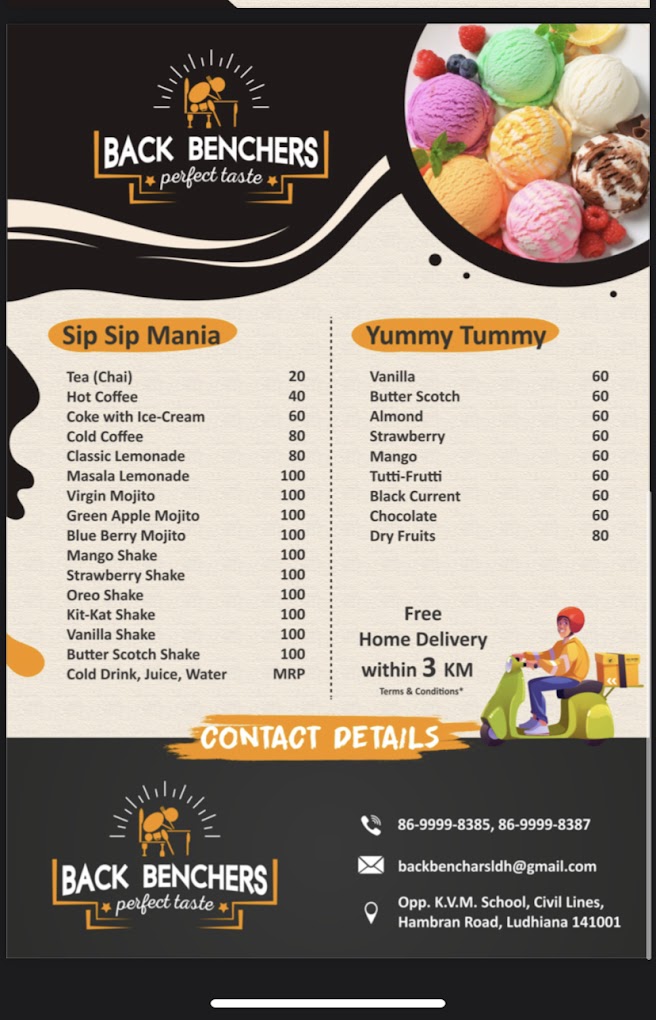 BACK BENCHERS
perfect taste
Sip Sip Mania
Tea (Chai) 20
Hot Coffee 40
Coke with Ice-Cream 60
Cold Coffee 80
Classic Lemonade 80
Masala Lemonade 100
Virgin Mojito 100
Green Apple Mojito 100
Blue Berry Mojito 100
Mango Shake 100
Strawberry Shake 100
Oreo Shake 100
Kit-Kat Shake 100
Vanilla Shake 100
Butter Scotch Shake 100
Cold Drink, Juice, Water MRP
Yummy Tummy
Vanilla 60
Butter Scotch 60
Almond 60
Strawberry 60
Mango 60
Tutti-Frutti 60
Black Current 60
Chocolate 60
Dry Fruits 80
Free
Home Delivery
within 3 KM
Terms & Conditions*
CONTACT DETAILS
BACK BENCHERS
perfect taste
86-9999-8385, 86-9999-8387
backbencharsldh@gmail.com
Opp. K.V.M. School, Civil Lines,
Hambran Road, Ludhiana 141001